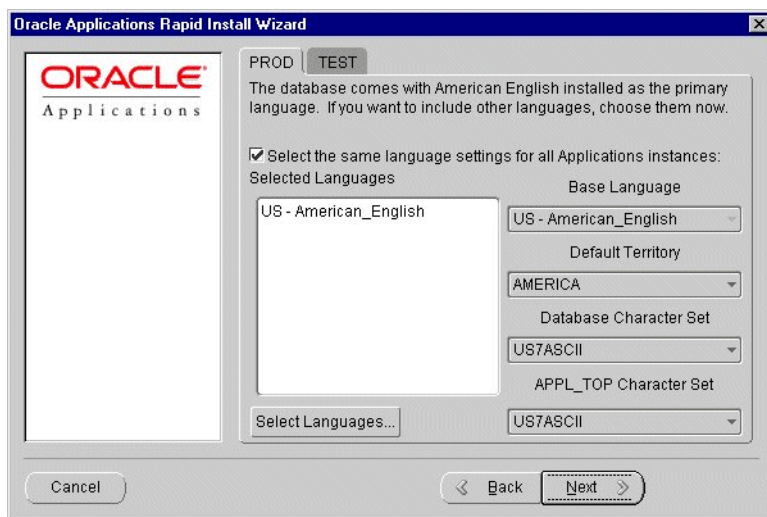 Oracle Applications Rapid Install Wizard
ORACLE
Applications
PROD
TEST
The database comes with American English installed as the primary
language. If you want to include other languages, choose them now.
Select the same language settings for all Applications instances:
Selected Languages
US - American_English
Base Language
US - American_English
Default Territory
AMERICA
Database Character Set
US7ASCII
APPL_TOP Character Set
US7ASCII
Select Languages...
Cancel
Back
Next